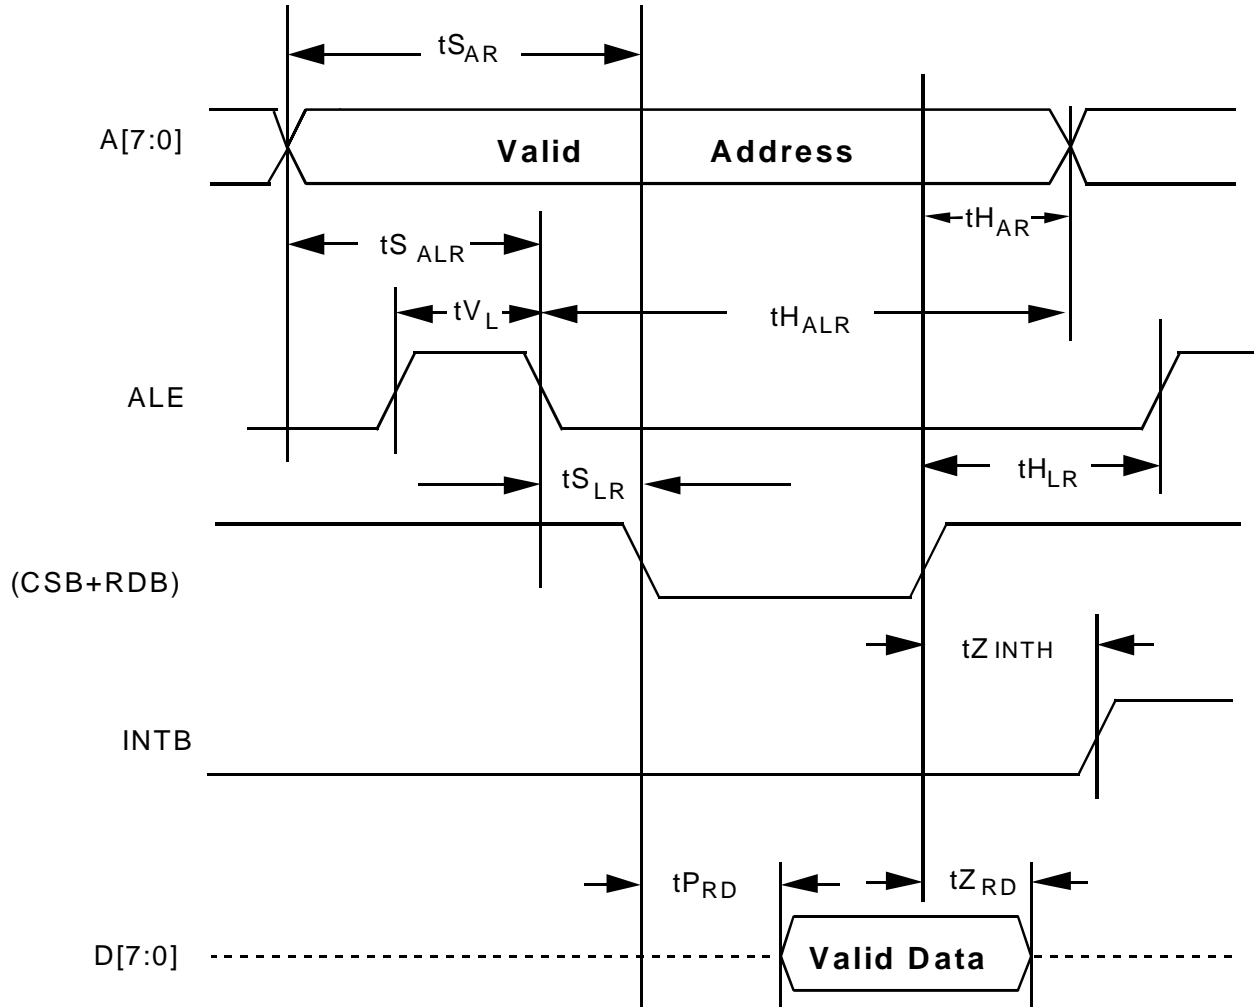 tSAR
A[7:0]
Valid Address
tHAR
tS ALR
tVL
tHALR
ALE
tSLR
tHLR
(CSB+RDB)
tZ INTH
INTB
tPRD
tZ RD
D[7:0]
Valid Data